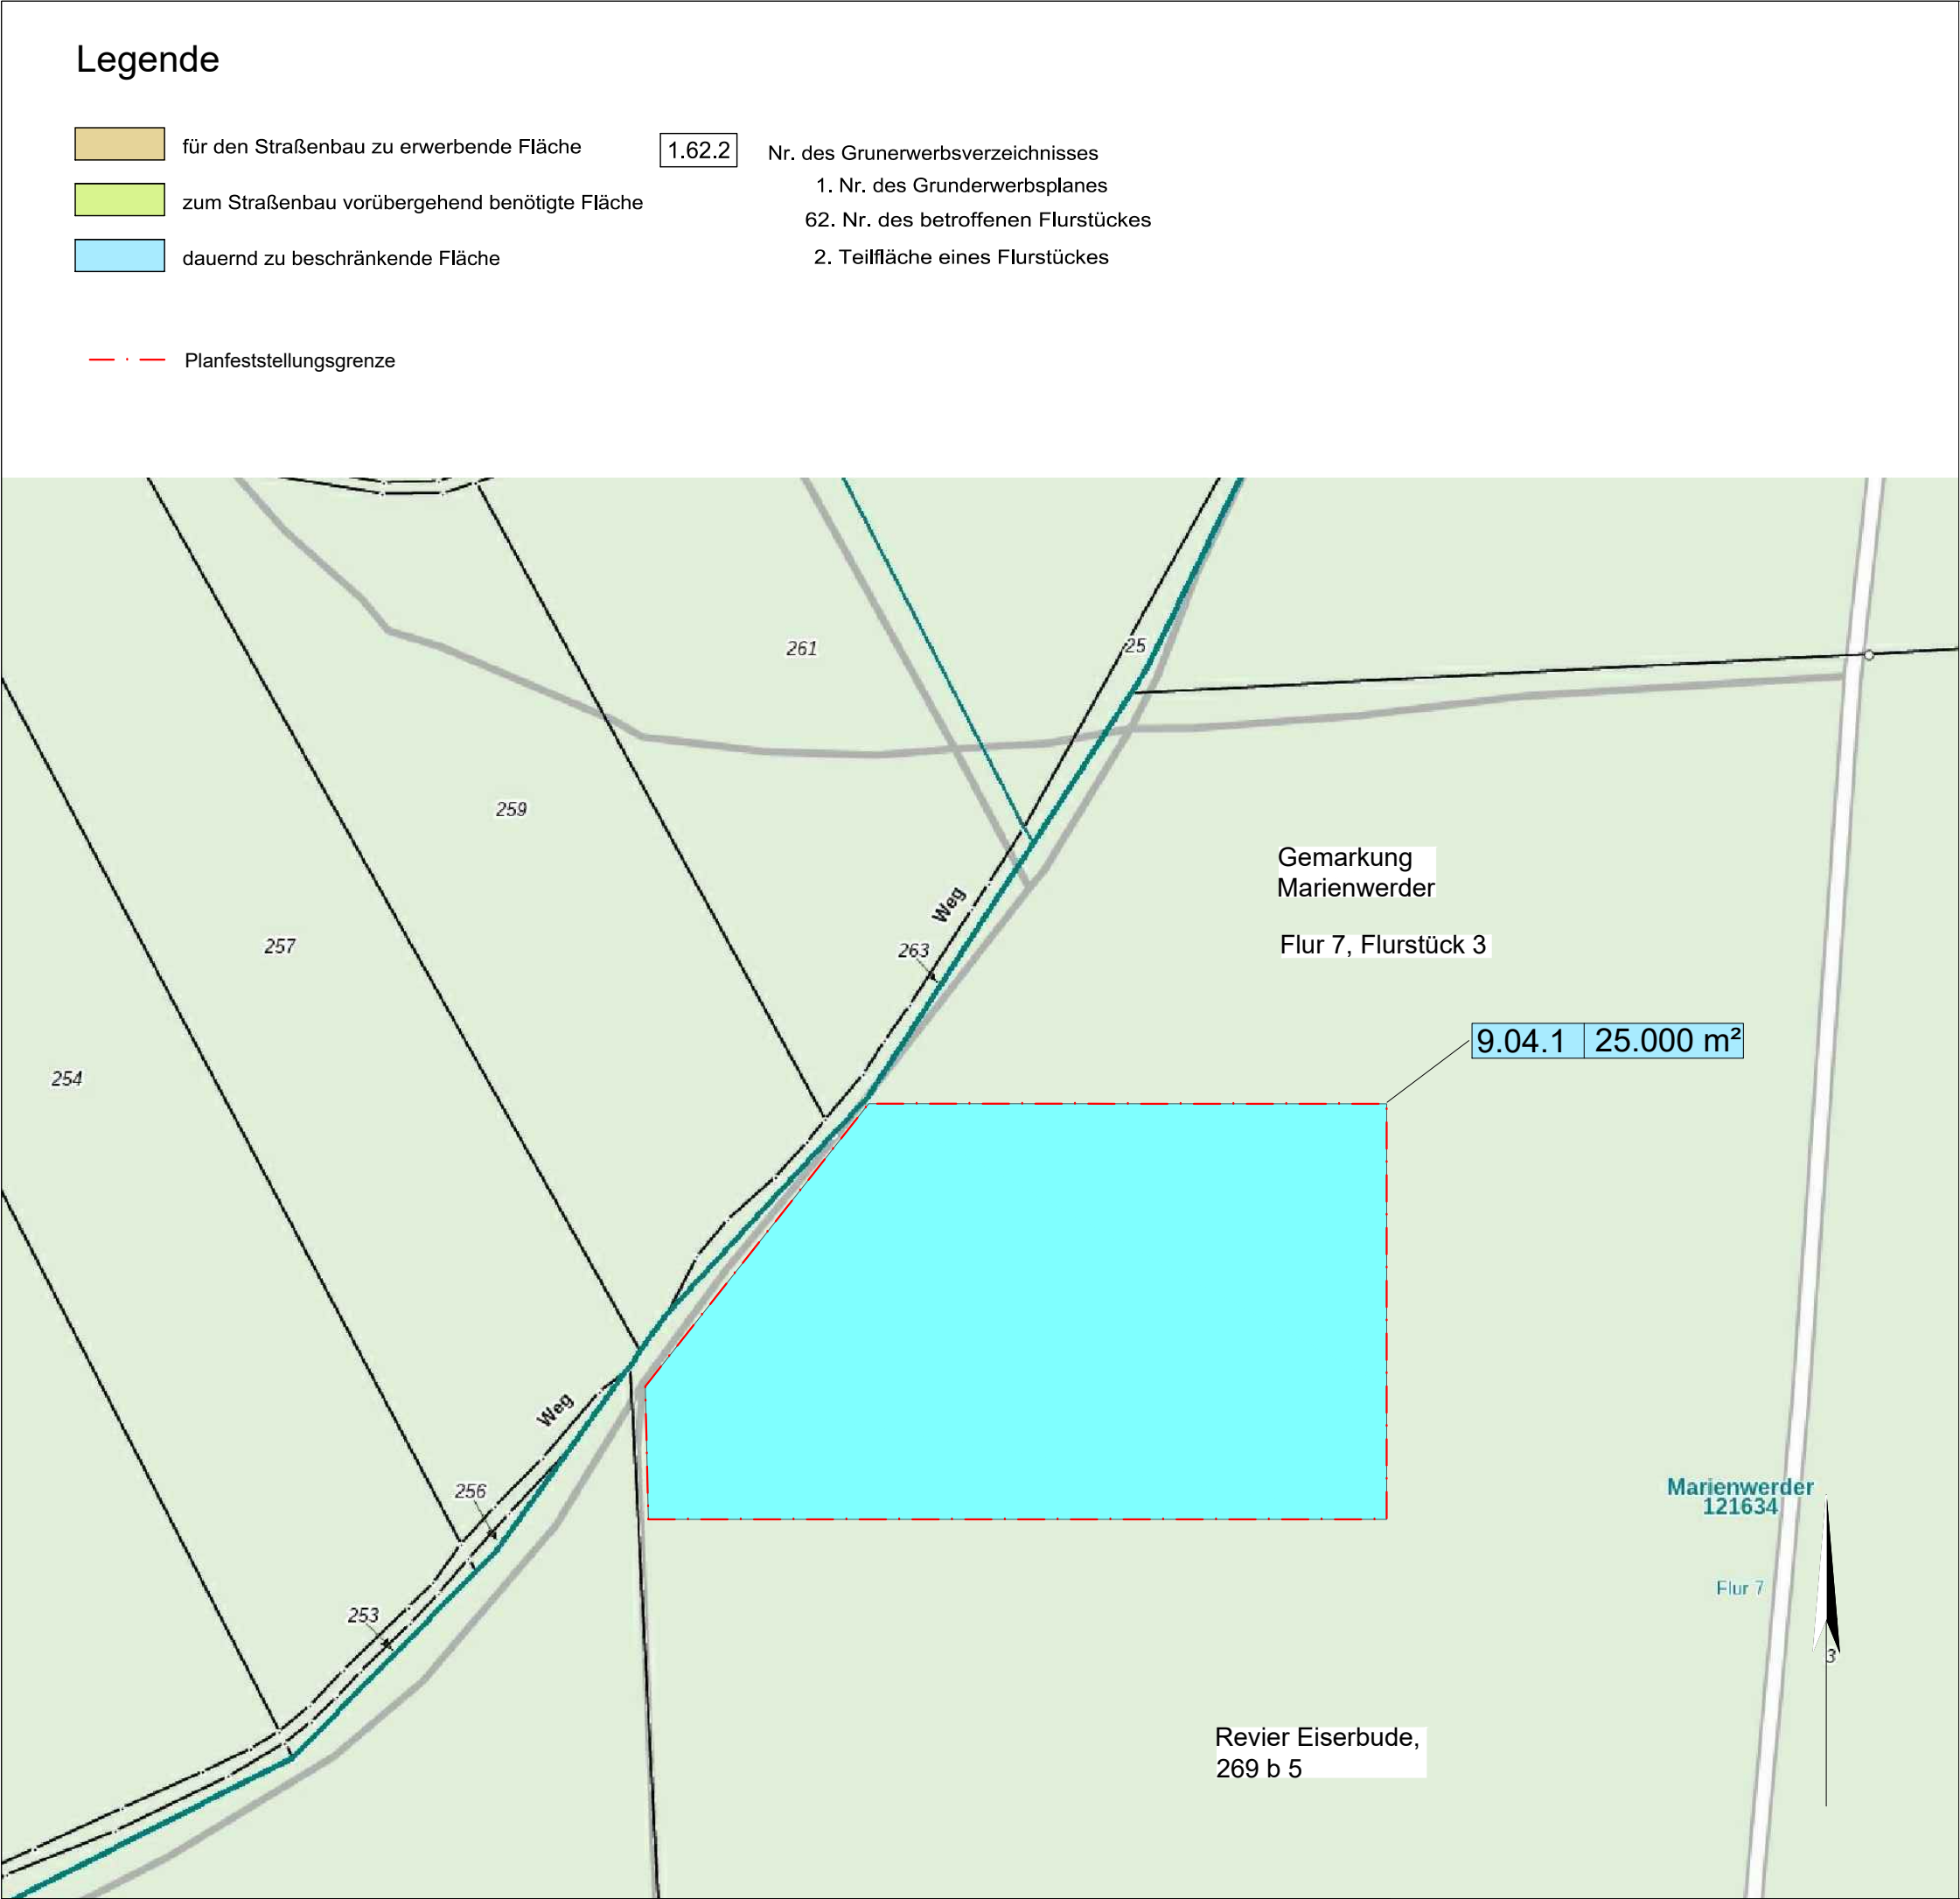 Legende
für den Straßenbau zu erwerbende Fläche
zum Straßenbau vorübergehend benötigte Fläche
dauernd zu beschränkende Fläche
Planfeststellungsgrenze
1.62.2 Nr. des Grunerwerbsverzeichnisses
1. Nr. des Grunderwerbsplanes
62. Nr. des betroffenen Flurstückes
2. Teilfläche eines Flurstückes
261
25
259
Gemarkung
Marienwerder
Weg
257
263
Flur 7, Flurstück 3
9.04.1 25.000 m²
254
Weg
256
Marienwerder
121634
Flur 7
253
3
Revier Eiserbude,
269 b 5